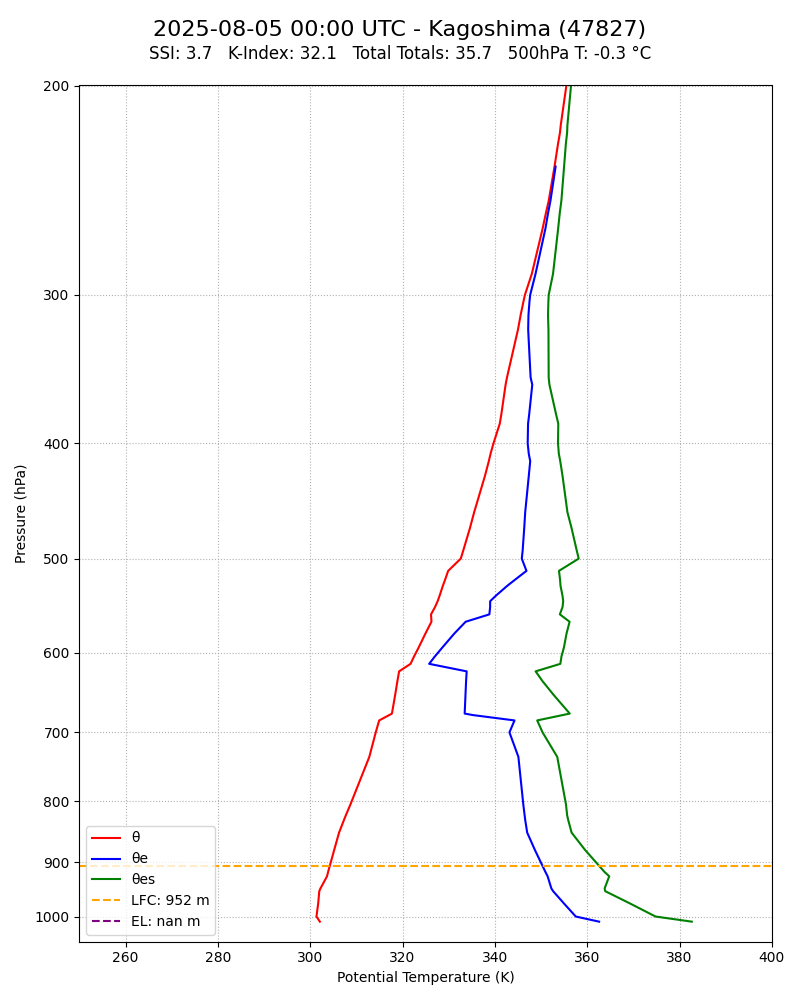 2025-08-05 00:00 UTC - Kagoshima (47827)
SSI: 3.7   K-Index: 32.1   Total Totals: 35.7   500hPa T: -0.3 °C
200
300
400
500
600
700
800
900
1000
Pressure (hPa)
θ
θe
θes
LFC: 952 m
EL: nan m
260
280
300
320
340
360
380
400
Potential Temperature (K)